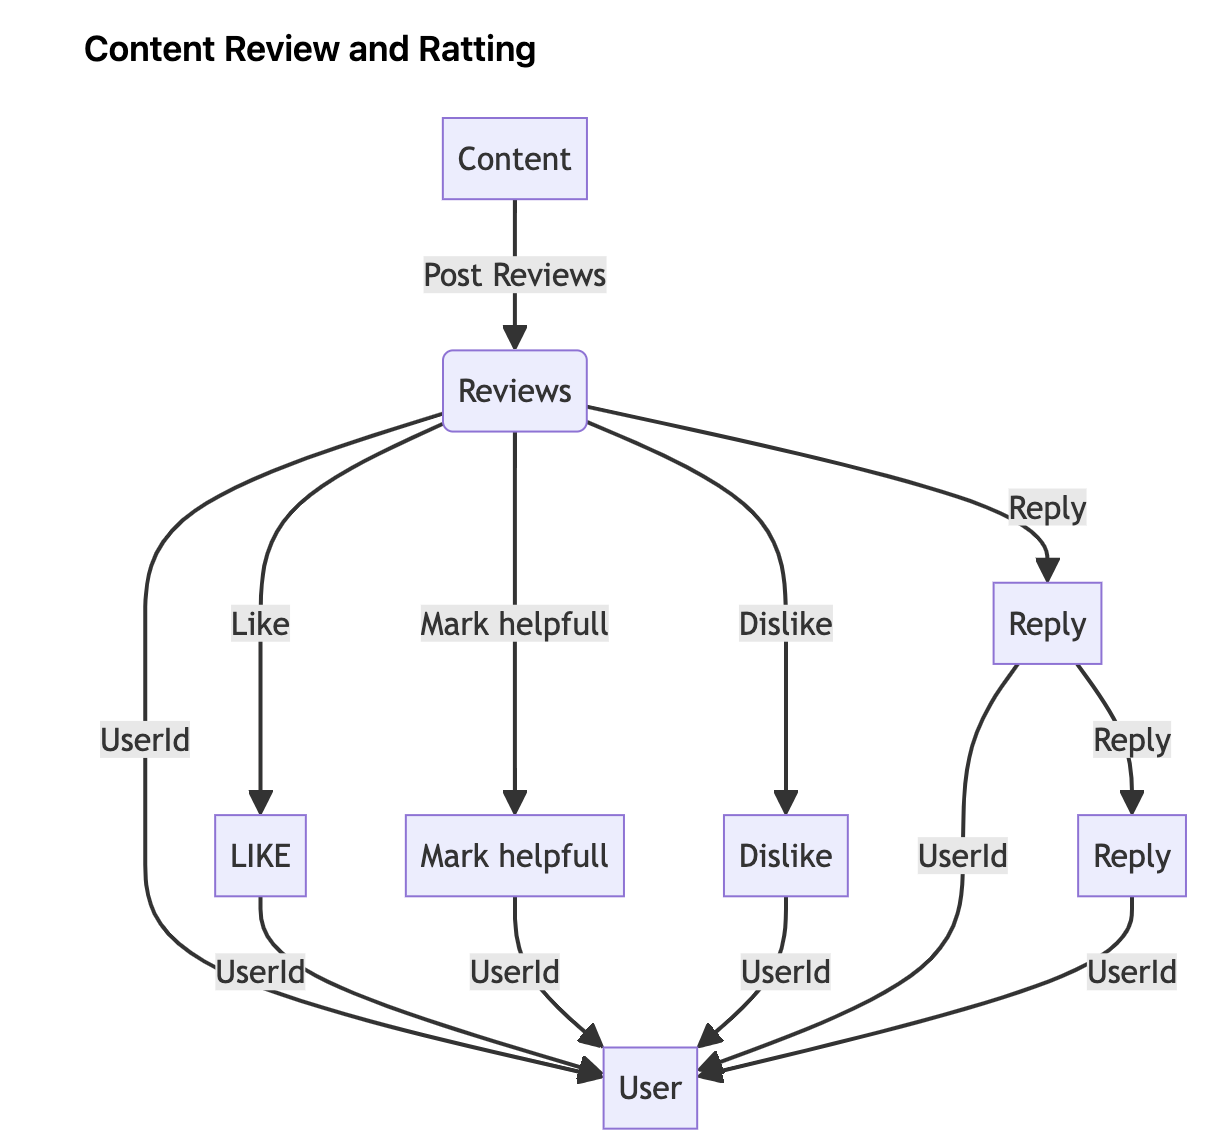 Content Review and Ratting
Content
Post Reviews
Reviews
Reply
Like
Mark helpfull
Dislike
Reply
UserId
Reply
LIKE
Mark helpfull
Dislike
UserId
Reply
UserId
UserId
UserId
UserId
User